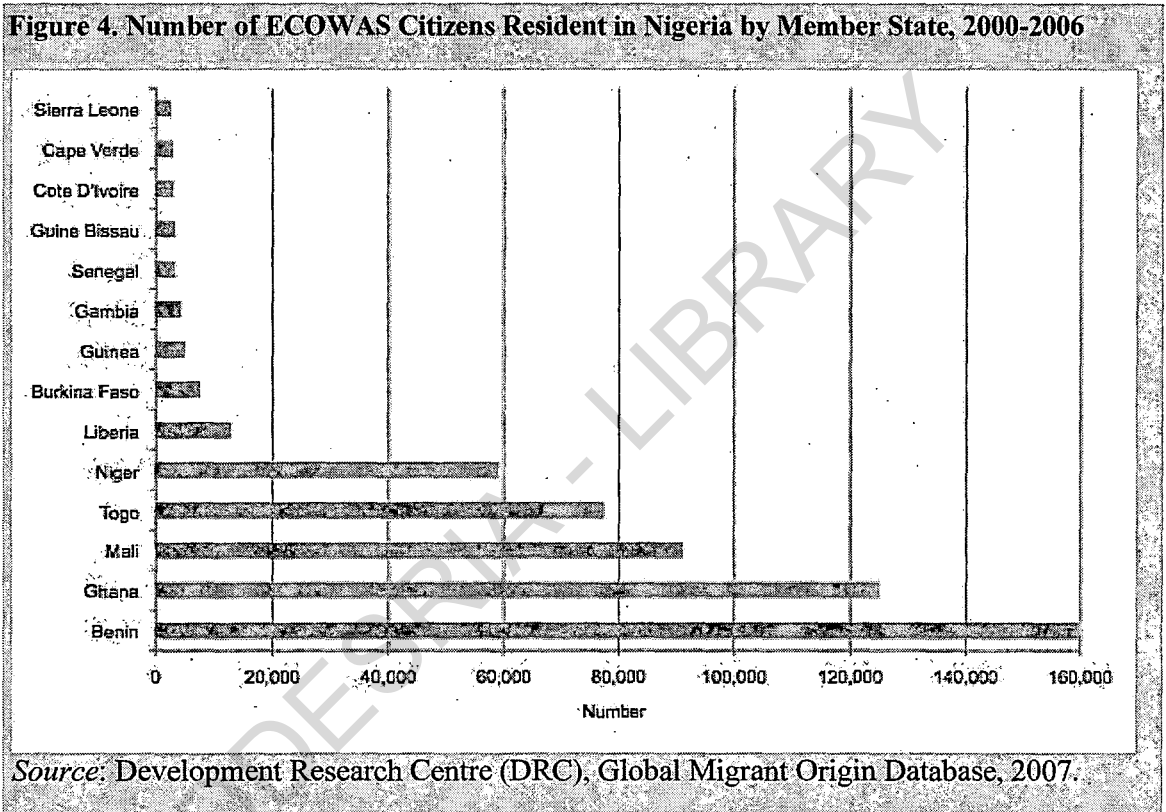 Figure 4. Number of ECOWAS Citizens Resident in Nigeria by Member State, 2000-2006
Sierra Leone
Cape Verde
Cote D'Ivoire
Guine Bissau
Senegal
Gambia
Guinea
Burkina Faso
Liberia
Niger
Togo
Mali
Ghana
Benin
0 20,000 40,000 60,000 80,000 100,000 120,000 140,000 160,000
Number
Source: Development Research Centre (DRC), Global Migrant Origin Database, 2007.
DESRIA - LIBRARY